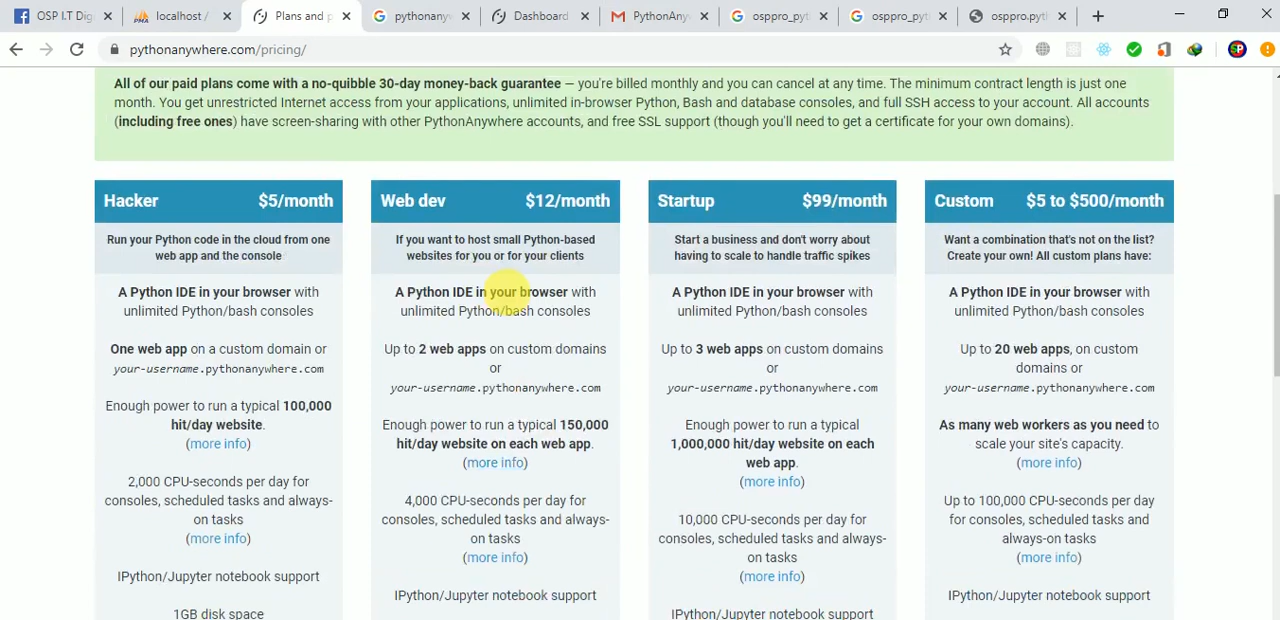 OSP I.T Digi
localhost /
Plans and p
pythonanyw
Dashboard
PythonAny
osppro_pyt
osppro_pyt
osppro.pyt
pythonanywhere.com/pricing/
All of our paid plans come with a no-quibble 30-day money-back guarantee — you're billed monthly and you can cancel at any time. The minimum contract length is just one
month. You get unrestricted Internet access from your applications, unlimited in-browser Python, Bash and database consoles, and full SSH access to your account. All accounts
(including free ones) have screen-sharing with other PythonAnywhere accounts, and free SSL support (though you'll need to get a certificate for your own domains).
Hacker $5/month
Run your Python code in the cloud from one
web app and the console
A Python IDE in your browser with
unlimited Python/bash consoles
One web app on a custom domain or
your-username.pythonanywhere.com
Enough power to run a typical 100,000
hit/day website.
(more info)
2,000 CPU-seconds per day for
consoles, scheduled tasks and always-
on tasks
(more info)
IPython/Jupyter notebook support
1GB disk space
Web dev $12/month
If you want to host small Python-based
websites for you or for your clients
A Python IDE in your browser with
unlimited Python/bash consoles
Up to 2 web apps on custom domains
or
your-username.pythonanywhere.com
Enough power to run a typical 150,000
hit/day website on each web app.
(more info)
4,000 CPU-seconds per day for
consoles, scheduled tasks and always-
on tasks
(more info)
IPython/Jupyter notebook support
Startup $99/month
Start a business and don't worry about
having to scale to handle traffic spikes
A Python IDE in your browser with
unlimited Python/bash consoles
Up to 3 web apps on custom domains
or
your-username.pythonanywhere.com
Enough power to run a typical
1,000,000 hit/day website on each
web app.
(more info)
10,000 CPU-seconds per day for
consoles, scheduled tasks and always-
on tasks
(more info)
IPython/Jupyter notebook support
Custom $5 to $500/month
Want a combination that's not on the list?
Create your own! All custom plans have:
A Python IDE in your browser with
unlimited Python/bash consoles
Up to 20 web apps, on custom
domains or
your-username.pythonanywhere.com
As many web workers as you need to
scale your site's capacity.
(more info)
Up to 100,000 CPU-seconds per day
for consoles, scheduled tasks and
always-on tasks
(more info)
IPython/Jupyter notebook support